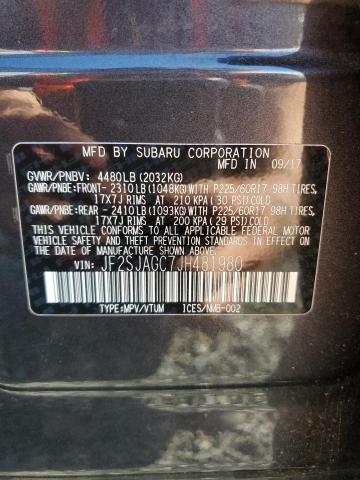 MFD BY SUBARU CORPORATION
MFD IN 09/17
GVWR/PNBV: 4480LB (2032KG)
GAWR/PNBE:FRONT- 2310LB(1048KG)WITH P225/60R17 98H TIRES,
17X7J RIMS AT 210 KPA(30 PSI)COLD
GAWR/PNBE:REAR - 2410LB(1093KG)WITH P225/60R17 98H TIRES,
17X7J RIMS AT 200 KPA(29 PSI)COLD
THIS VEHICLE CONFORMS TO ALL APPLICABLE FEDERAL MOTOR
VEHICLE SAFETY, BUMPER, AND THEFT PREVENTION STANDARDS
IN EFFECT ON THE DATE OF MANUFACTURE SHOWN ABOVE.
VIN: JF2SJAGC7JH481980
TYPE:MPV/VTUM ICES/NMB-002